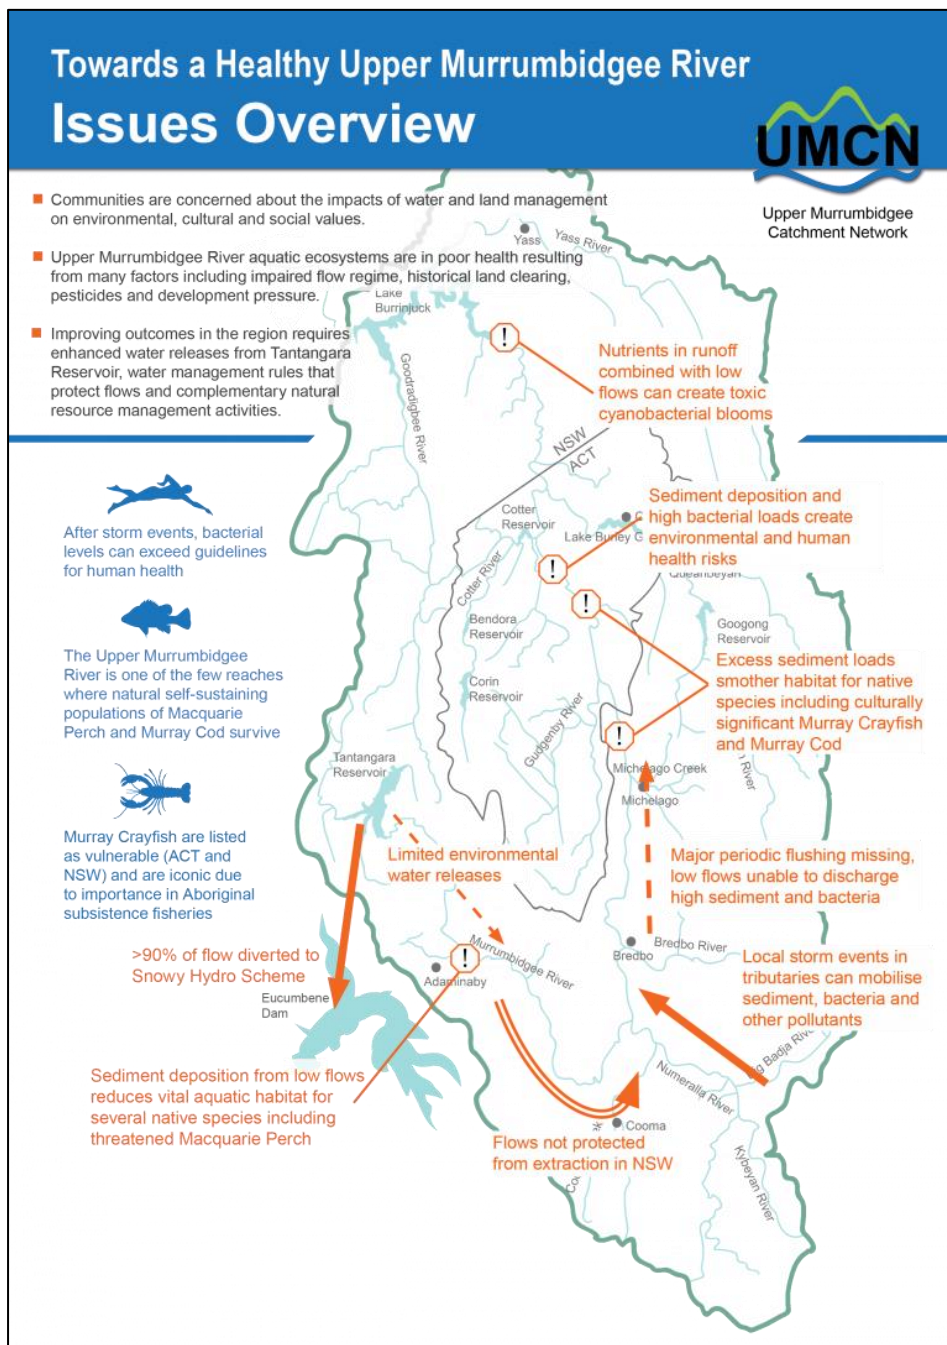 Towards a Healthy Upper Murrumbidgee River
Issues Overview
UMCN
Upper Murrumbidgee
Catchment Network
Communities are concerned about the impacts of water and land management
on environmental, cultural and social values.
Upper Murrumbidgee River aquatic ecosystems are in poor health resulting
from many factors including impaired flow regime, historical land clearing,
pesticides and development pressure.
Improving outcomes in the region requires
enhanced water releases from Tantangara
Reservoir, water management rules that
protect flows and complementary natural
resource management activities.
Yass
Yass River
Lake
Burrinjuck
!
Nutrients in runoff
combined with low
flows can create toxic
cyanobacterial blooms
Goodradigbee River
NSW
ACT
After storm events, bacterial
levels can exceed guidelines
for human health
Sediment deposition and
high bacterial loads create
environmental and human
health risks
Cotter
Reservoir
Lake Burley
!
Cotter River
Queanbeyan
!
Bendora
Reservoir
Googong
Reservoir
The Upper Murrumbidgee
River is one of the few reaches
where natural self-sustaining
populations of Macquarie
Perch and Murray Cod survive
Excess sediment loads
smother habitat for native
species including culturally
significant Murray Crayfish
and Murray Cod
Corin
Reservoir
Gudgenby River
!
River
Tantangara
Reservoir
Michelago Creek
Michelago
Murray Crayfish are listed
as vulnerable (ACT and
NSW) and are iconic due
to importance in Aboriginal
subsistence fisheries
Limited environmental
water releases
Major periodic flushing missing,
low flows unable to discharge
high sediment and bacteria
>90% of flow diverted to
Snowy Hydro Scheme
Murrumbidgee River
!
Adaminaby
Bredbo River
Bredbo
Local storm events in
tributaries can mobilise
sediment, bacteria and
other pollutants
Eucumbene
Dam
Badja
Numeralla River
Sediment deposition from low flows
reduces vital aquatic habitat for
several native species including
threatened Macquarie Perch
Cooma
Flows not protected
from extraction in NSW
Kybeyan River